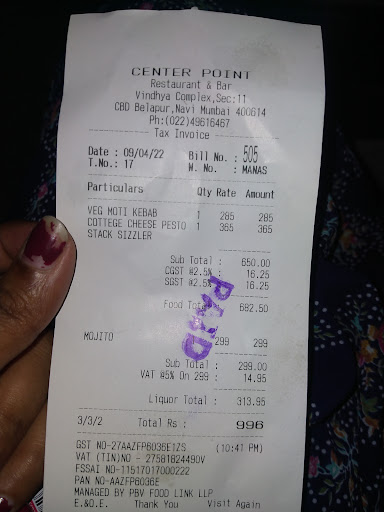 CENTER POINT
Restaurant & Bar
Vindhya Complex,Sec:11
CBD Belapur,Navi Mumbai 400614
Ph:(022)49616467
Tax Invoice
Date : 09/04/22 Bill No. : 505
T.No.: 17 W. No. : MANAS
Particulars Qty Rate Amount
VEG MOTI KEBAB 1 285 285
COTTEGE CHEESE PESTO 1 365 365
STACK SIZZLER
Sub Total : 650.00
CGST #2.5% : 16.25
SGST #2.5% : 16.25
Food Total : 682.50
PAID
MOJITO 299 299
Sub Total : 299.00
VAT #5% On 299 : 14.95
Liquor Total : 313.95
3/3/2 Total Rs : 996
GST NO-27AAZFP6036E1ZS (10:41 PM)
VAT (TIN)NO - 27581824490V
FSSAI NO-11517017000222
PAN NO-AAZFP6036E
MANAGED BY PBV FOOD LINK LLP
E.&O.E. Thank You Visit Again